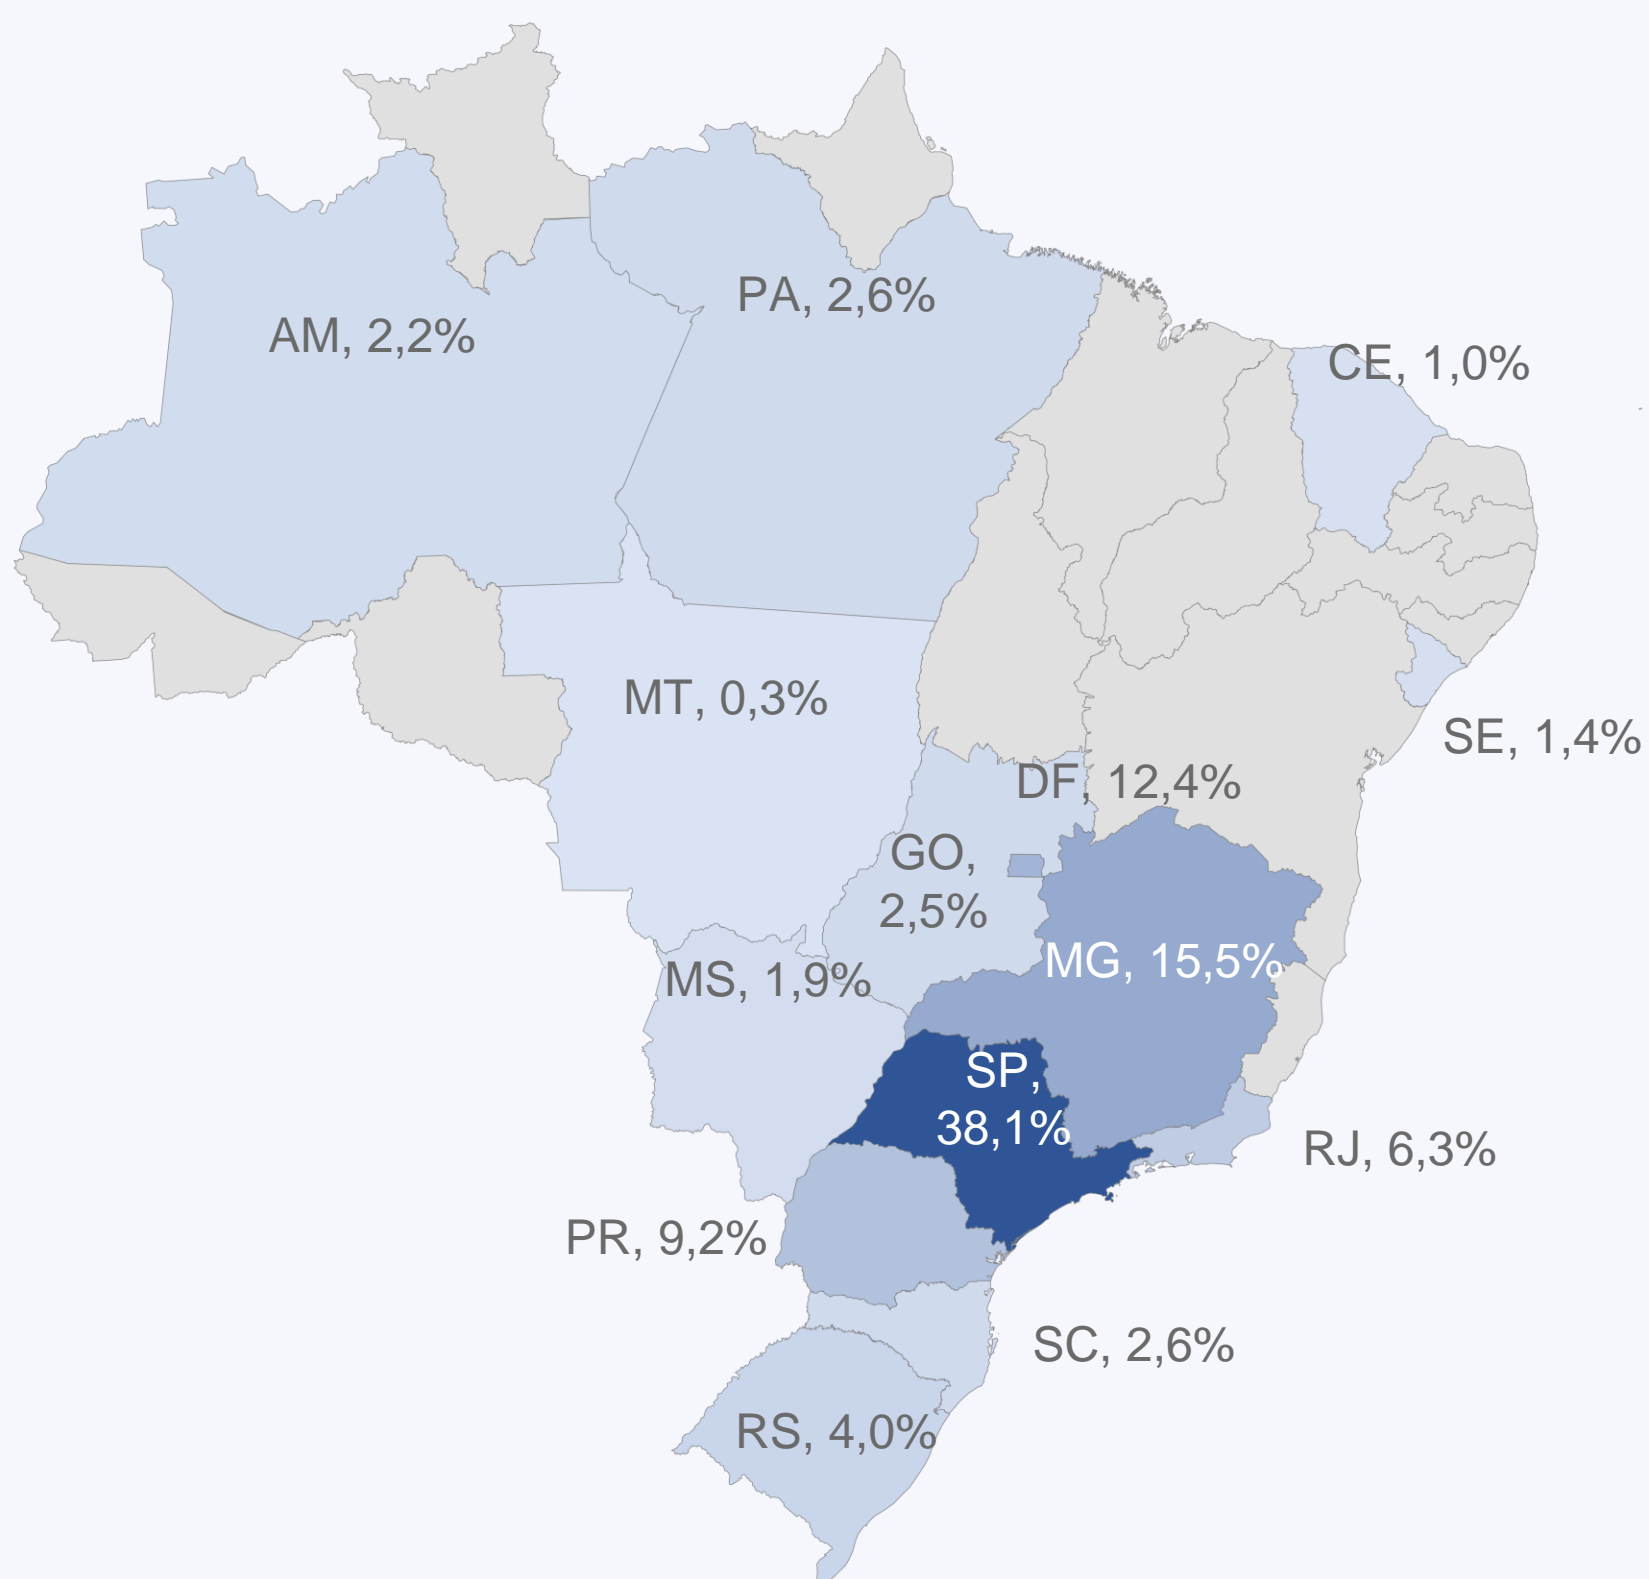 PA, 2,6%
AM, 2,2%
CE, 1,0%
MT, 0,3%
SE, 1,4%
DF, 12,4%
GO,
2,5%
MG, 15,5%
MS, 1,9%
SP,
38,1%
RJ, 6,3%
PR, 9,2%
SC, 2,6%
RS, 4,0%